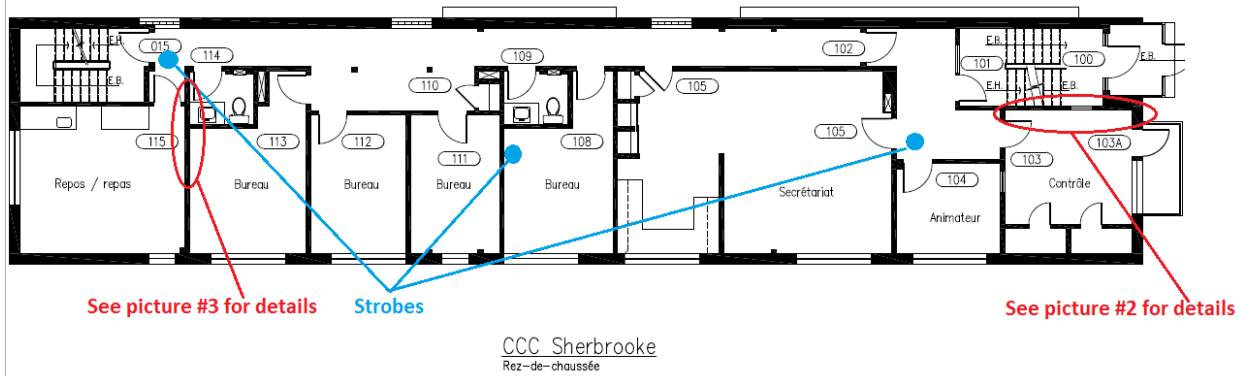 E.H.
015
114
109
102
101
E.B.
100
E.B.
E.B.
110
105
E.H.
115
113
112
111
108
105
103
103A
Repos / repas
Bureau
Bureau
Bureau
Bureau
Secrétariat
104
Contrôle
Animateur
See picture #3 for details
Strobes
See picture #2 for details
CCC Sherbrooke
Rez-de-chaussée